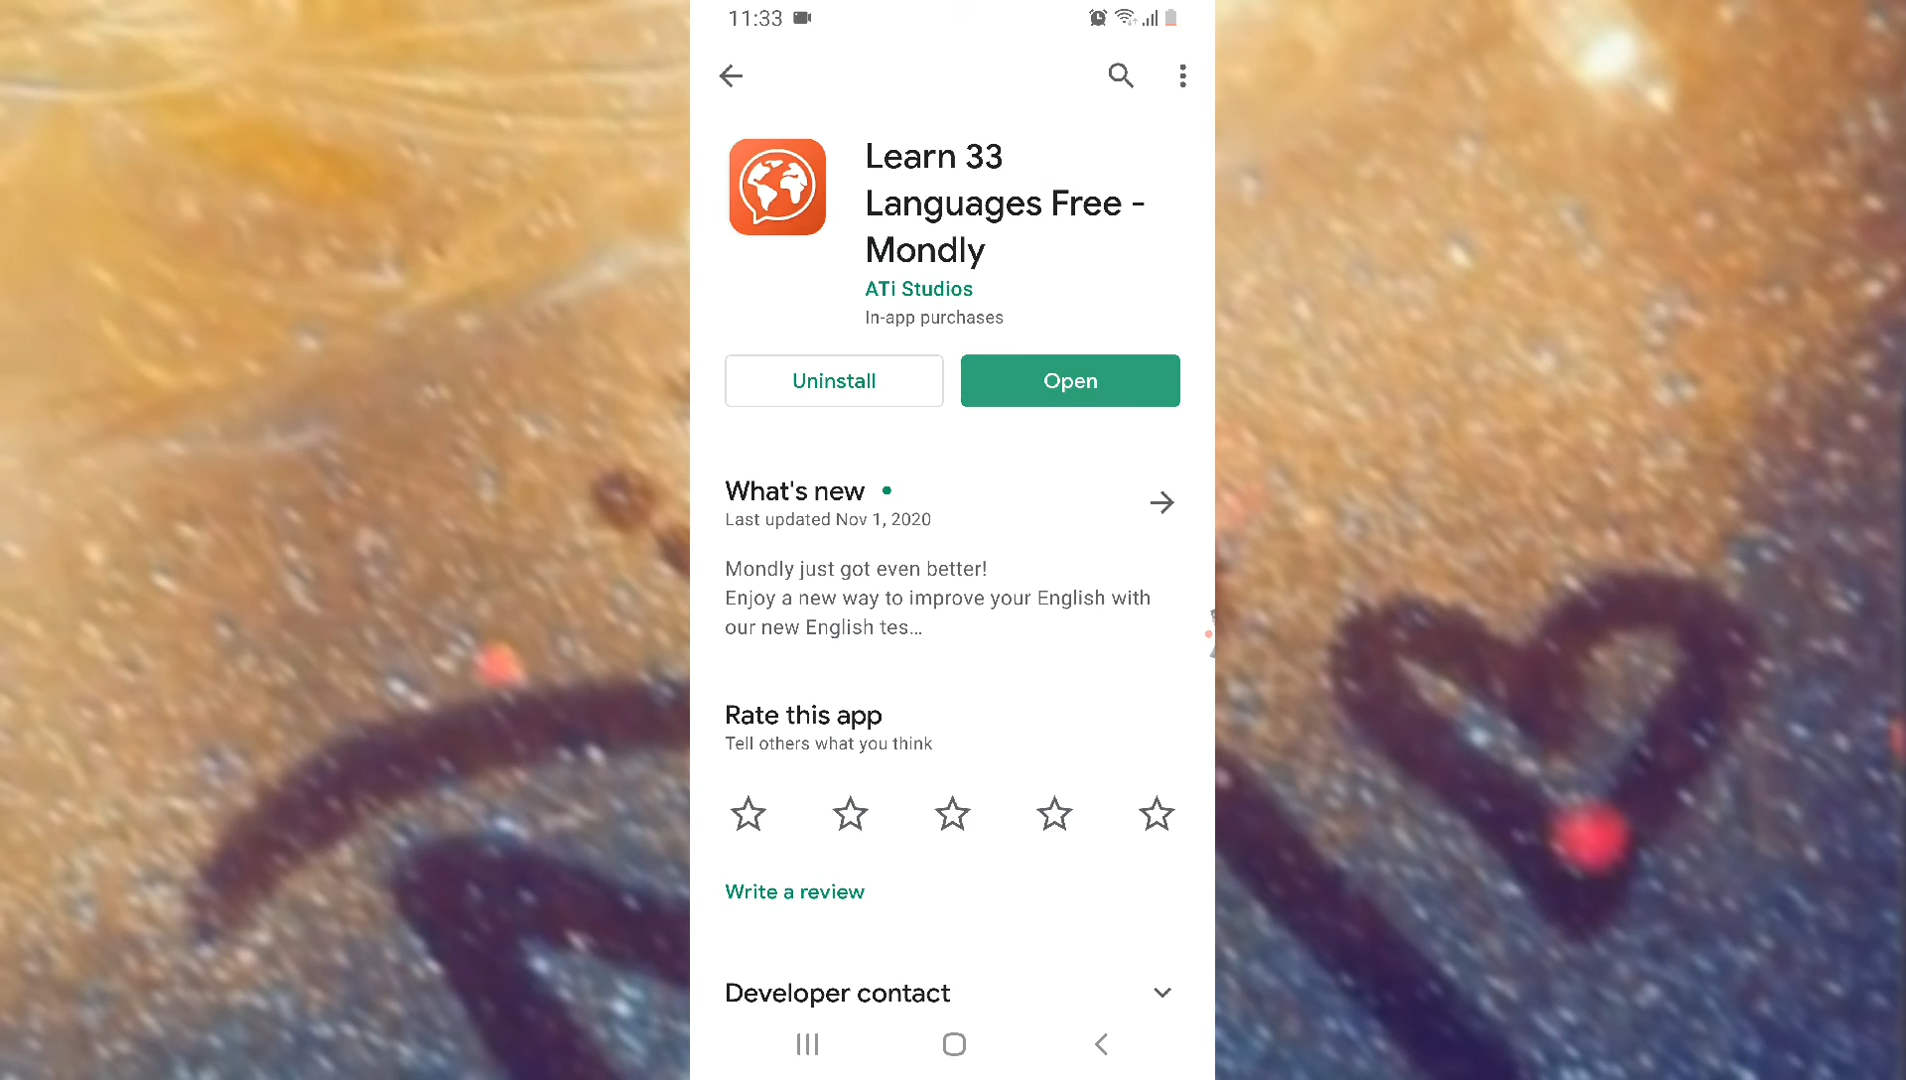 11:33
Learn 33
Languages Free -
Mondly
ATi Studios
In-app purchases
Uninstall
Open
What's new
Last updated Nov 1, 2020
Mondly just got even better!
Enjoy a new way to improve your English with
our new English tes...
Rate this app
Tell others what you think
Write a review
Developer contact